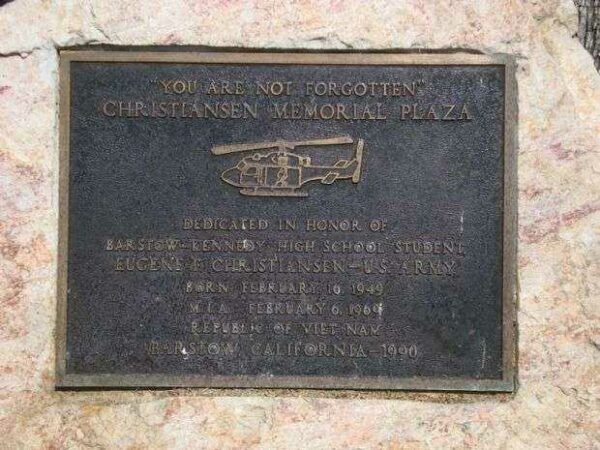 "YOU ARE NOT FORGOTTEN"
CHRISTIANSEN MEMORIAL PLAZA
DEDICATED IN HONOR OF
BARSTOW-KENNEDY HIGH SCHOOL STUDENT,
EUGENE F. CHRISTIANSEN-U.S. ARMY
BORN FEBRUARY 16, 1949
M.I.A. FEBRUARY 6, 1969
REPUBLIC OF VIET NAM
BARSTOW, CALIFORNIA-1990